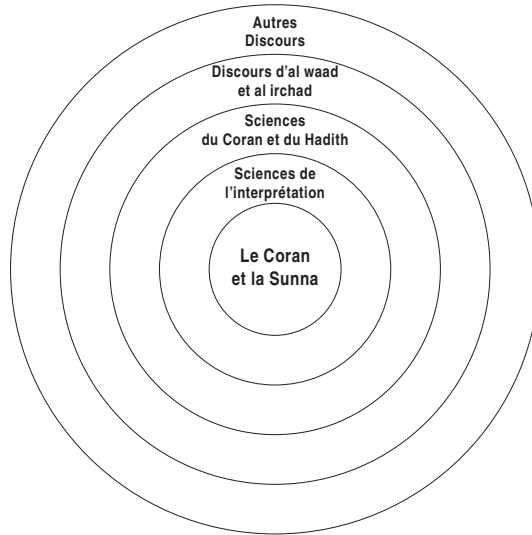 Autres
Discours
Discours d'al waad
et al irchad
Sciences
du Coran et du Hadith
Sciences de
l'interprétation
Le Coran
et la Sunna